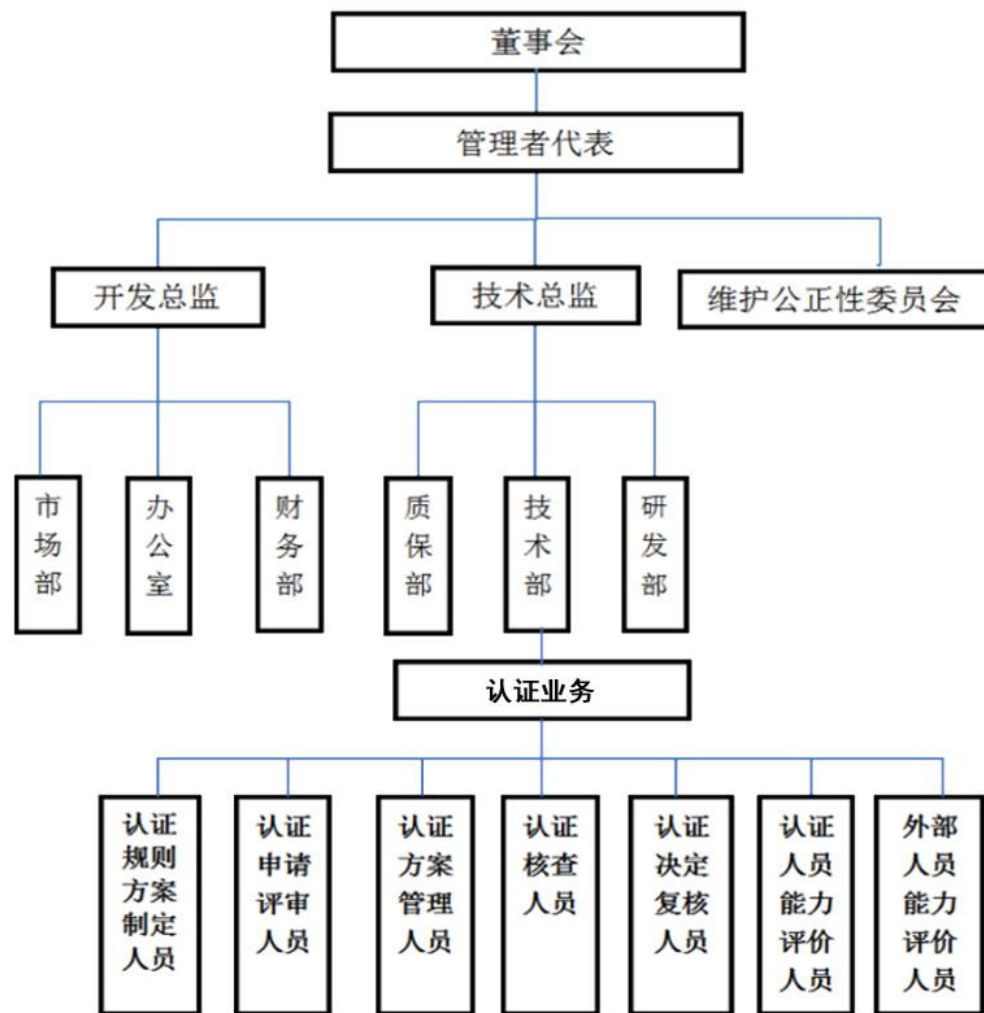 董事会
管理者代表
开发总监
技术总监
维护公正性委员会
市场部
办公室
财务部
质保部
技术部
研发部
认证业务
认证
规则
方案
制定
人员
认证
申请
评审
人员
认证
方案
管理
人员
认证
核查
人员
认证
决定
复核
人员
认证
人员
能力
评价
人员
外部
人员
能力
评价
人员